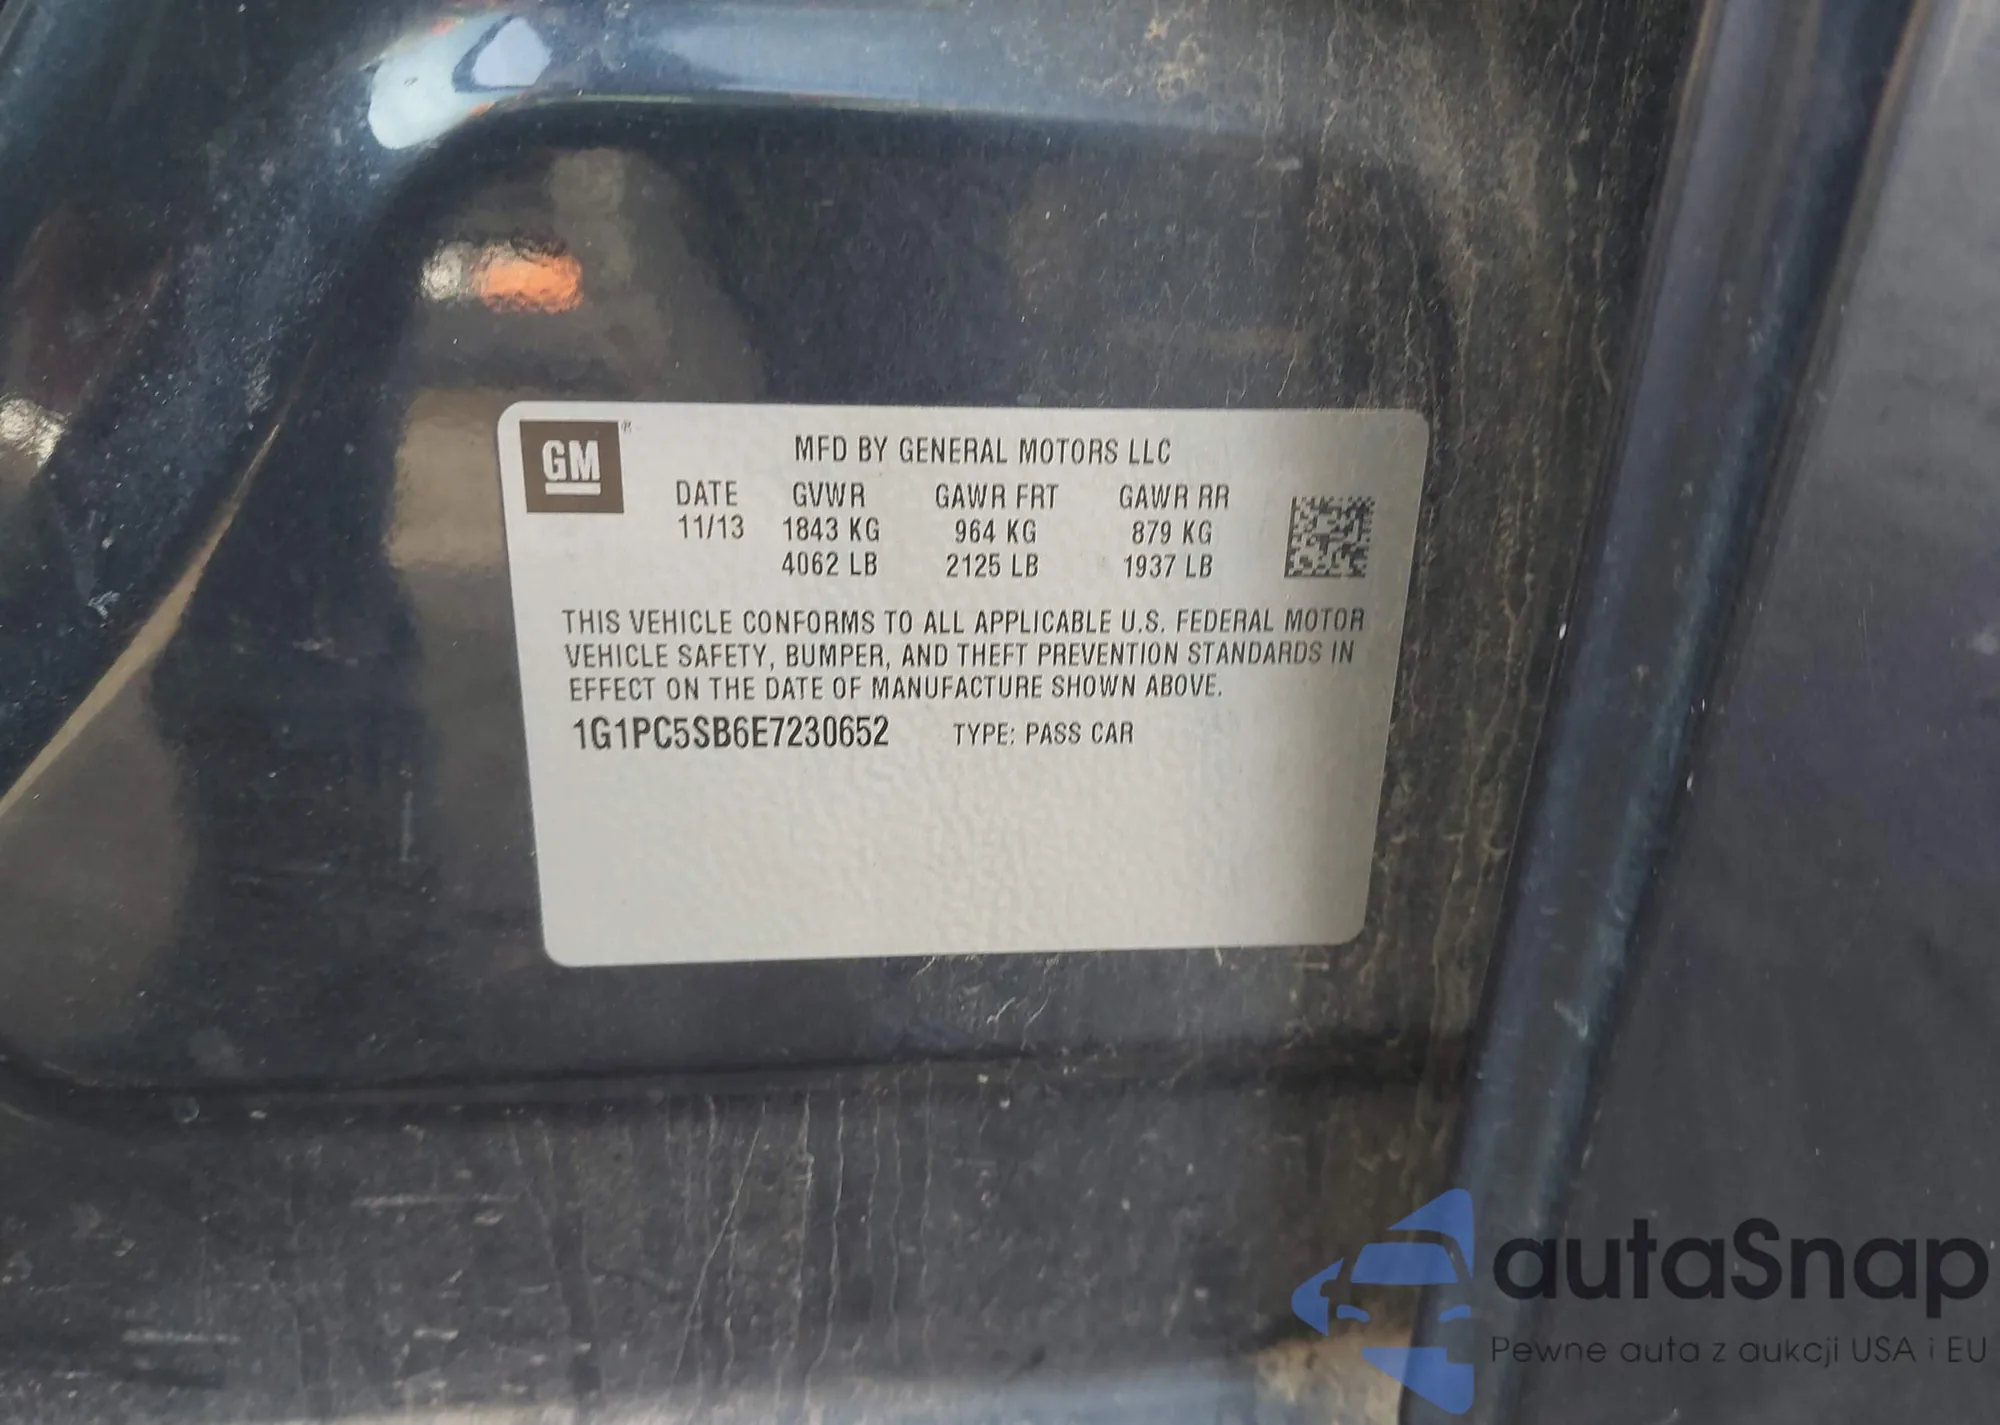 GM®
MFD BY GENERAL MOTORS LLC
DATE GVWR GAWR FRT GAWR RR
11/13 1843 KG 964 KG 879 KG
4062 LB 2125 LB 1937 LB
THIS VEHICLE CONFORMS TO ALL APPLICABLE U.S. FEDERAL MOTOR
VEHICLE SAFETY, BUMPER, AND THEFT PREVENTION STANDARDS IN
EFFECT ON THE DATE OF MANUFACTURE SHOWN ABOVE.
1G1PC5SB6E7230652 TYPE: PASS CAR
autaSnap
Pewne auta z aukcji USA i EU